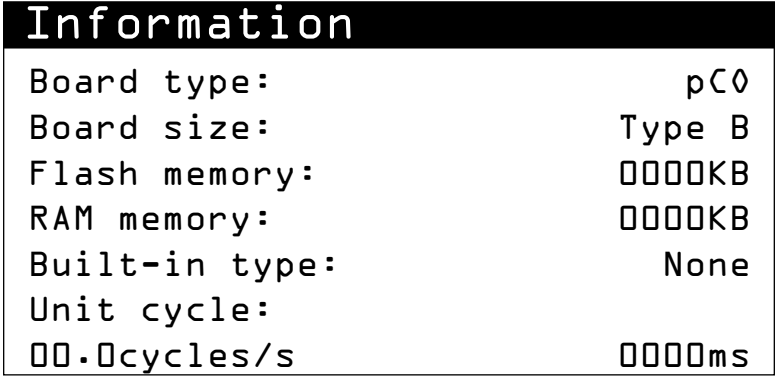 Information
Board type: pC0
Board size: Type B
Flash memory: 0000KB
RAM memory: 0000KB
Built-in type: None
Unit cycle:
00.0cycles/s 0000ms